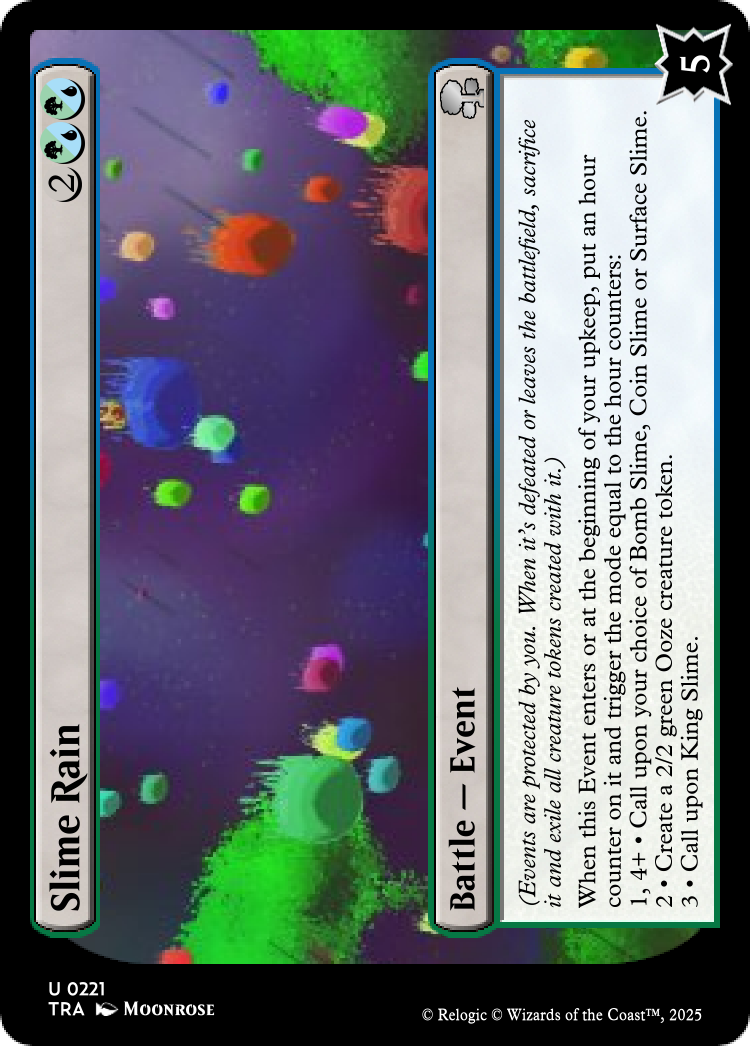 Slime Rain 2
Battle — Event
5
(Events are protected by you. When it's defeated or leaves the battlefield, sacrifice
it and exile all creature tokens created with it.)
When this Event enters or at the beginning of your upkeep, put an hour
counter on it and trigger the mode equal to the hour counters:
1, 4+ • Call upon your choice of Bomb Slime, Coin Slime or Surface Slime.
2 • Create a 2/2 green Ooze creature token.
3 • Call upon King Slime.
U 0221
TRA MOONROSE
© Relogic © Wizards of the Coast™, 2025